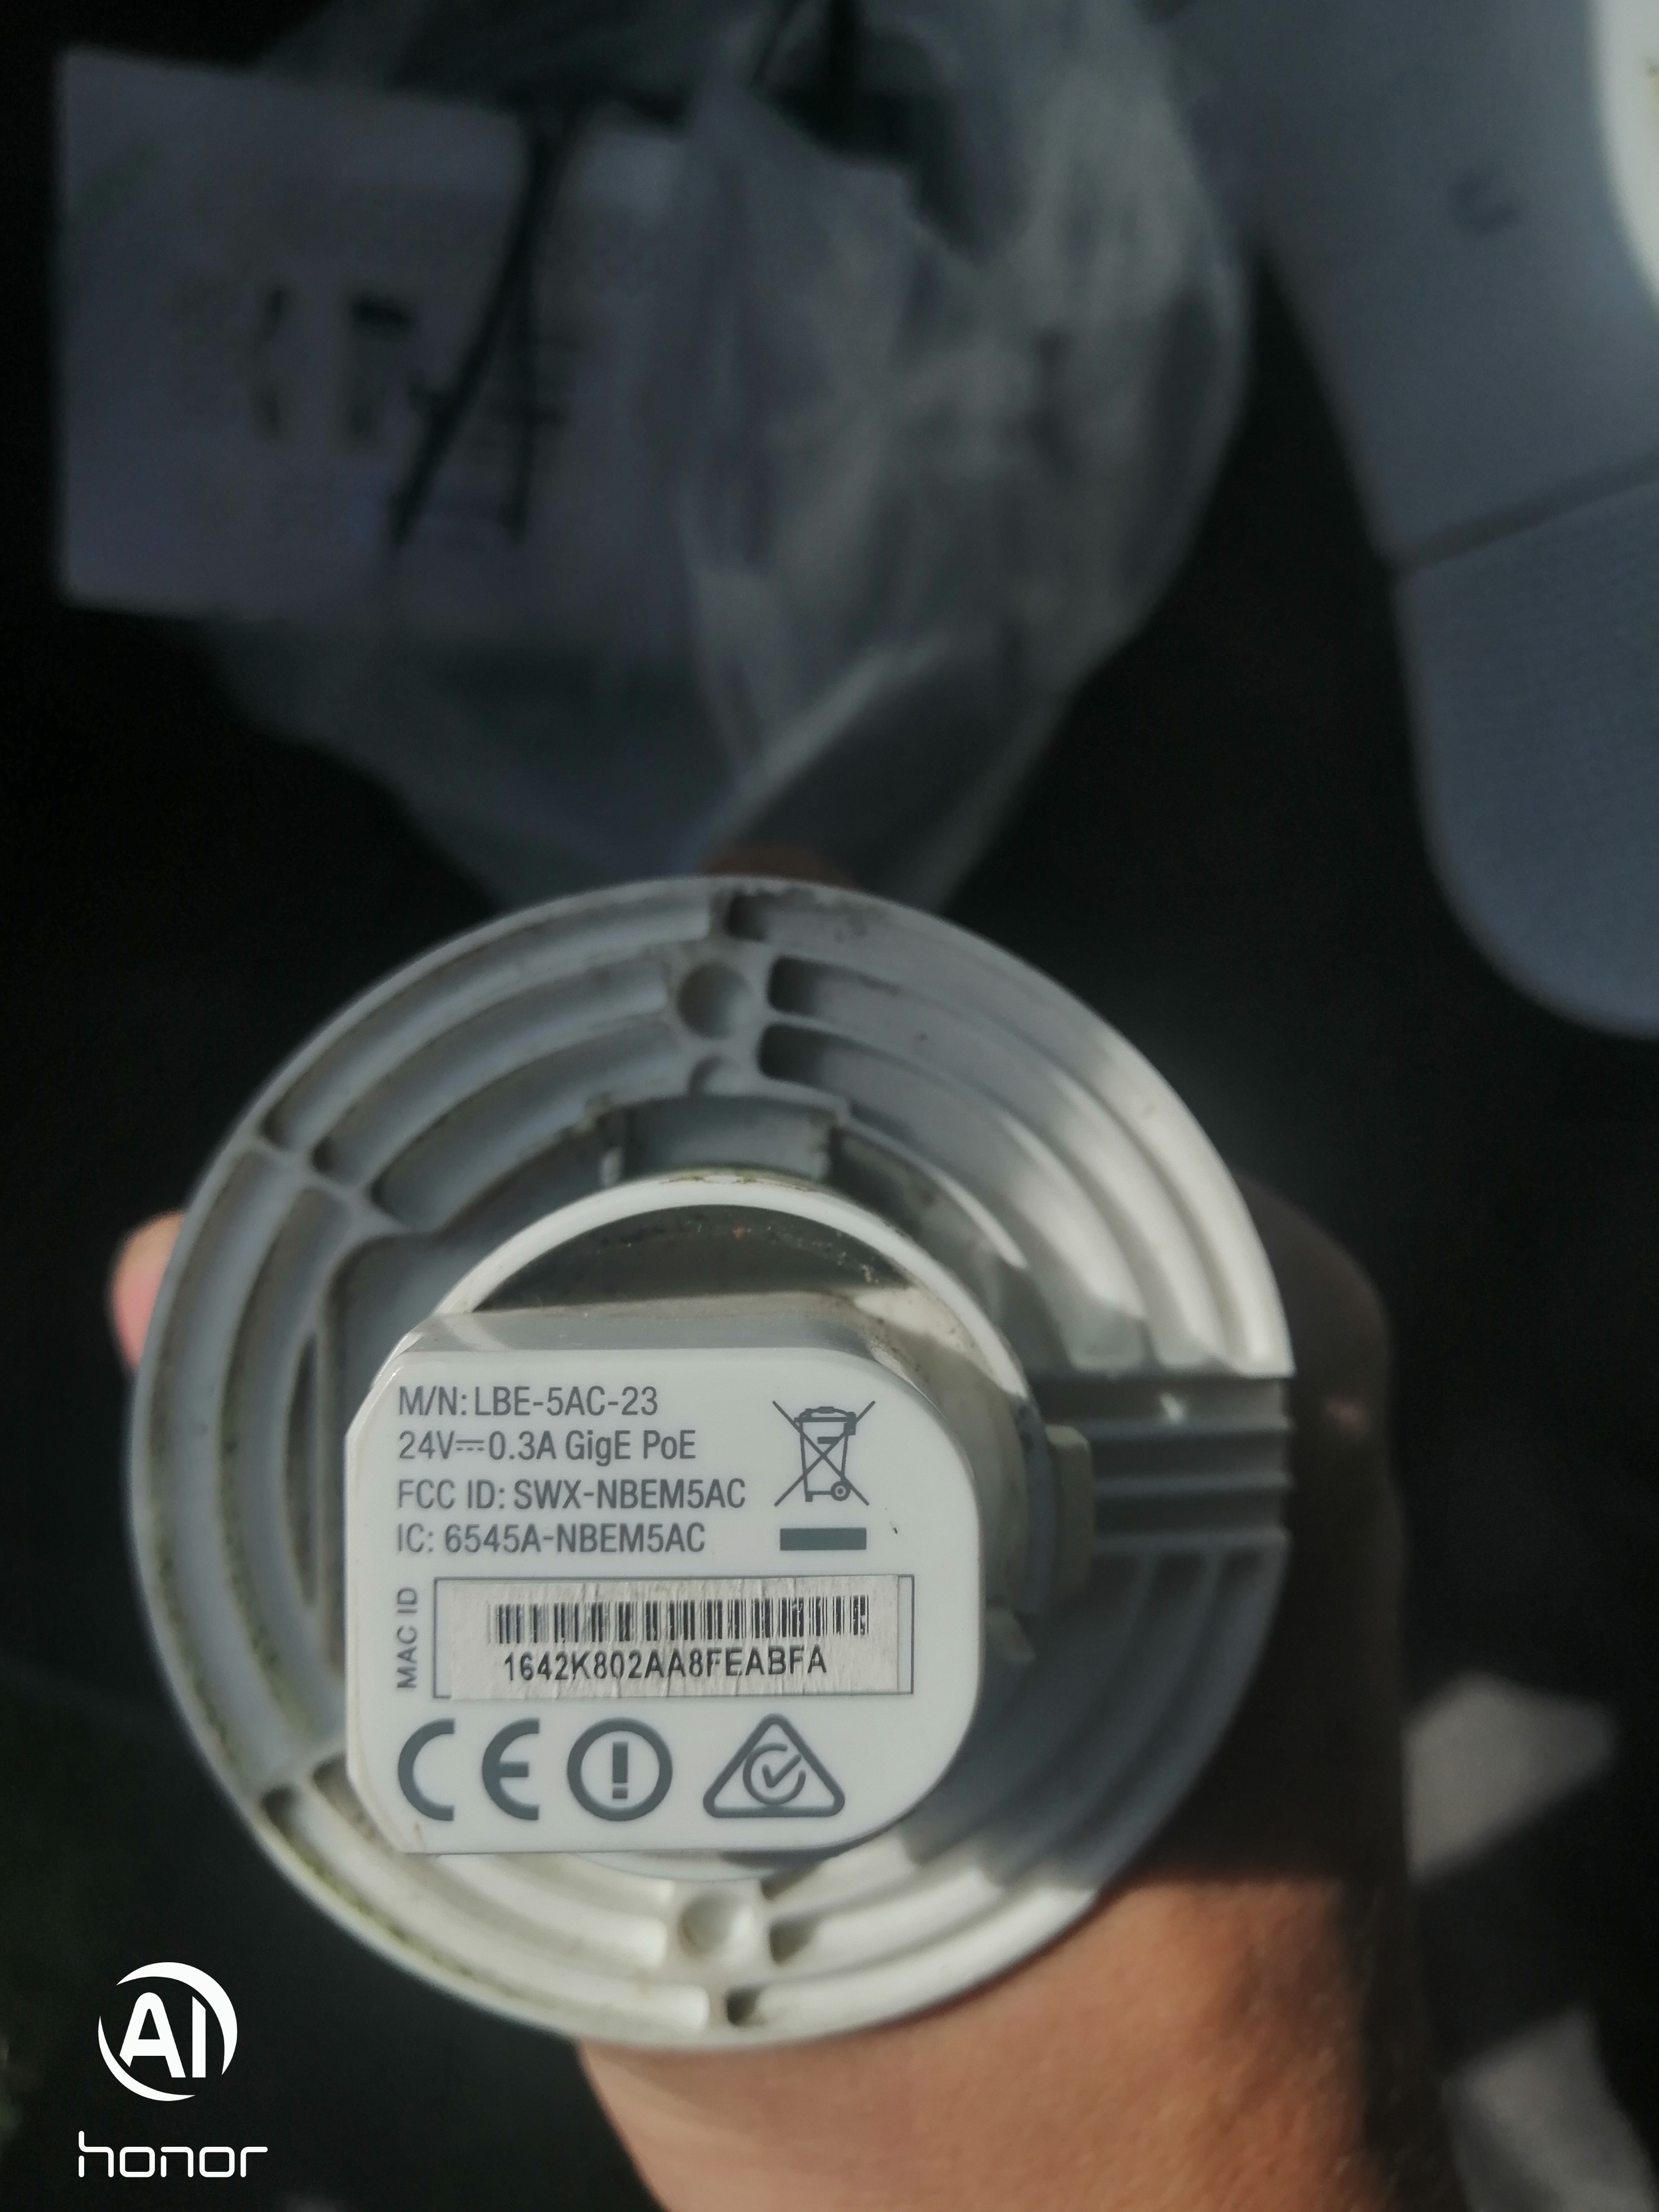 M/N: LBE-5AC-23
24V⎓0.3A GigE PoE
FCC ID: SWX-NBEM5AC
IC: 6545A-NBEM5AC
MAC ID
1642K802AA8FEABFA
CE
AI
honor